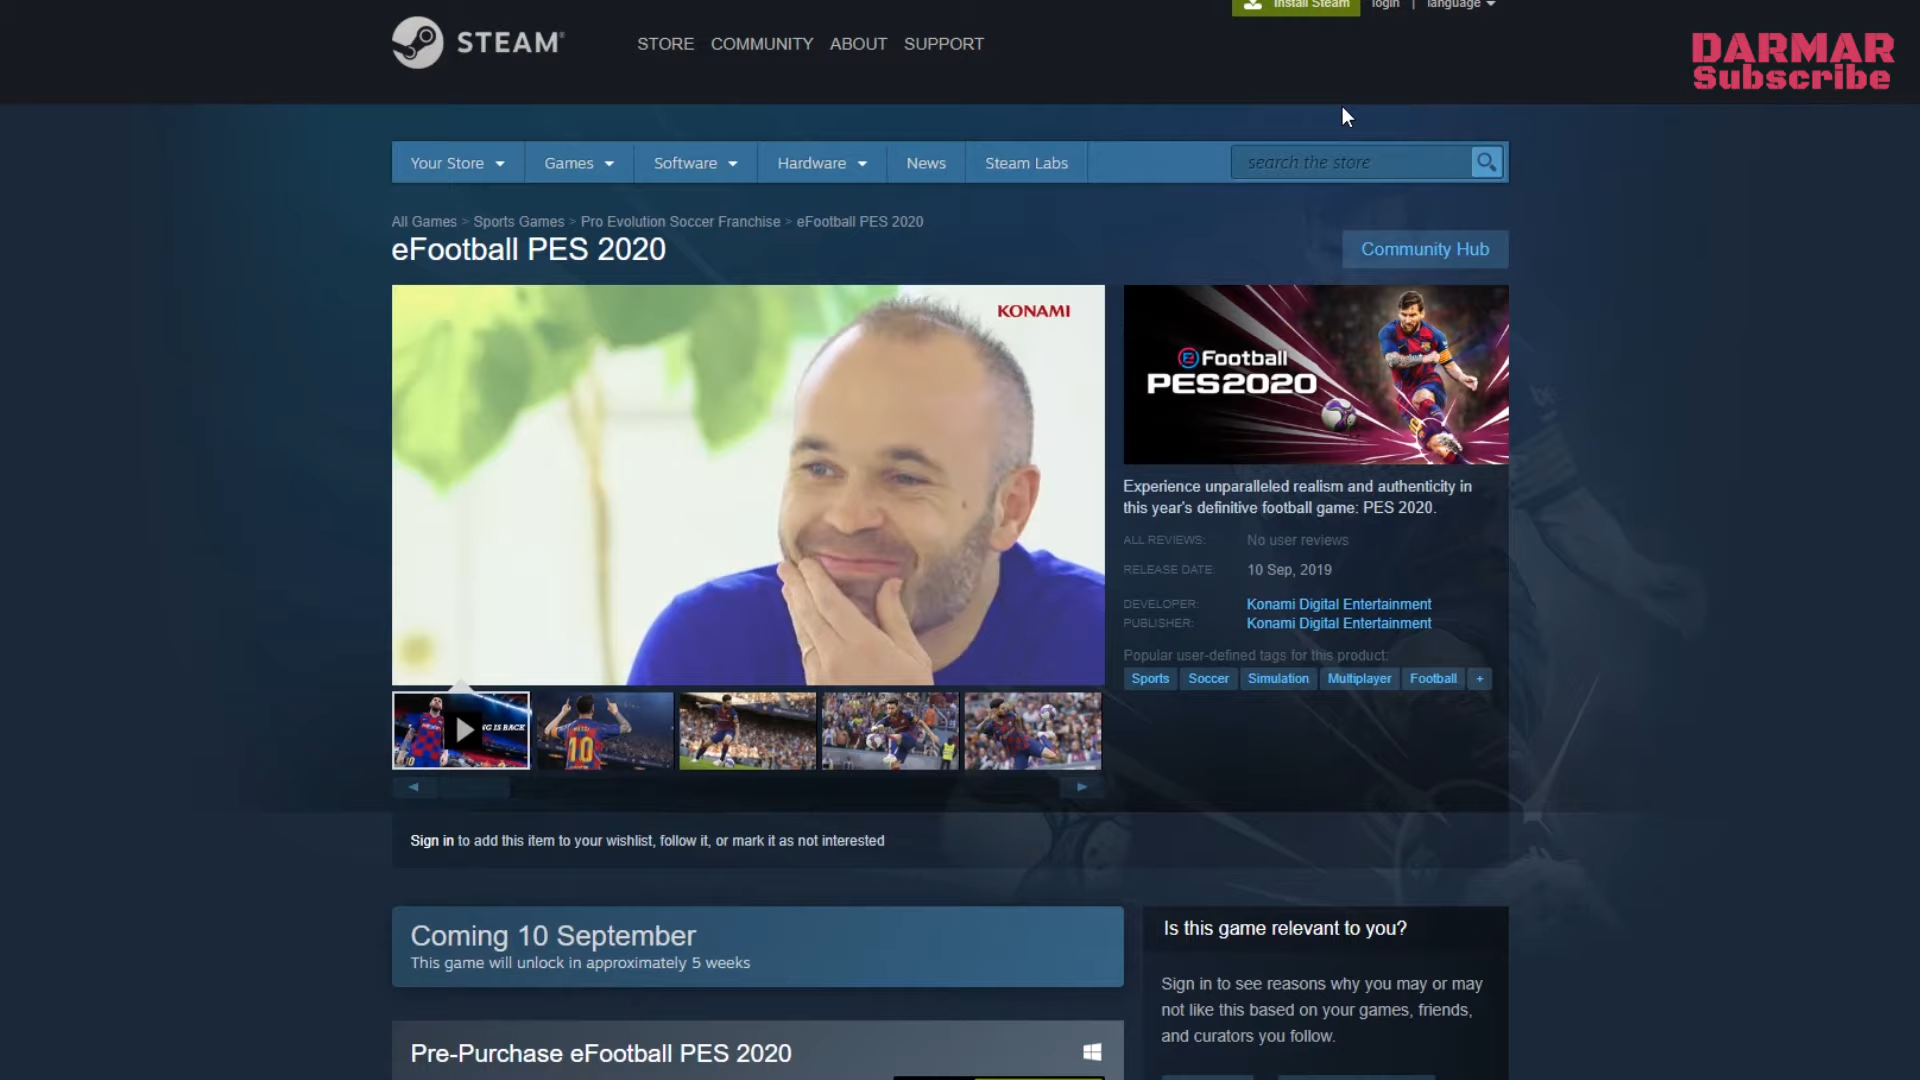 Install Steam login | language
STEAM®
STORE COMMUNITY ABOUT SUPPORT
DARMAR
Subscribe
Your Store Games Software Hardware News Steam Labs search the store
All Games > Sports Games > Pro Evolution Soccer Franchise > eFootball PES 2020
eFootball PES 2020
Community Hub
KONAMI
eFootball
PES2020
Experience unparalleled realism and authenticity in
this year's definitive football game: PES 2020.
ALL REVIEWS: No user reviews
RELEASE DATE: 10 Sep, 2019
DEVELOPER: Konami Digital Entertainment
PUBLISHER: Konami Digital Entertainment
Popular user-defined tags for this product:
Sports Soccer Simulation Multiplayer Football +
IS BACK
10
MESSI
10
Sign in to add this item to your wishlist, follow it, or mark it as not interested
Coming 10 September
This game will unlock in approximately 5 weeks
Is this game relevant to you?
Sign in to see reasons why you may or may
not like this based on your games, friends,
and curators you follow.
Pre-Purchase eFootball PES 2020